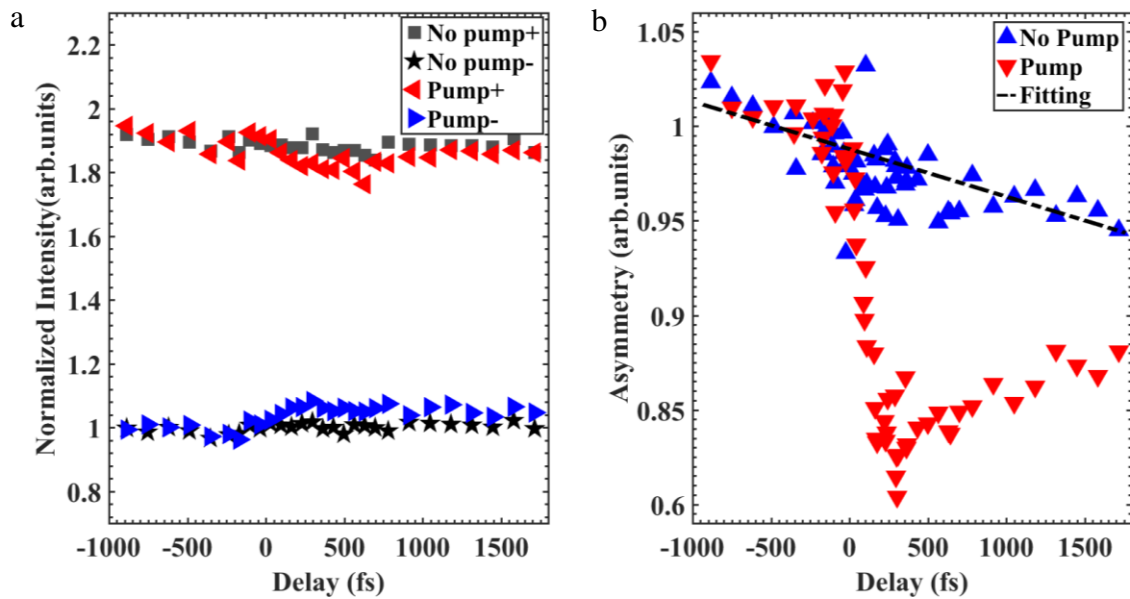 a
Normalized Intensity(arb.units)
2.2
2
1.8
1.6
1.4
1.2
1
0.8
No pump+
No pump-
Pump+
Pump-
-1000 -500 0 500 1000 1500
Delay (fs)
b
Asymmetry (arb.units)
1.05
1
0.95
0.9
0.85
0.6
No Pump
Pump
Fitting
-1000 -500 0 500 1000 1500
Delay (fs)